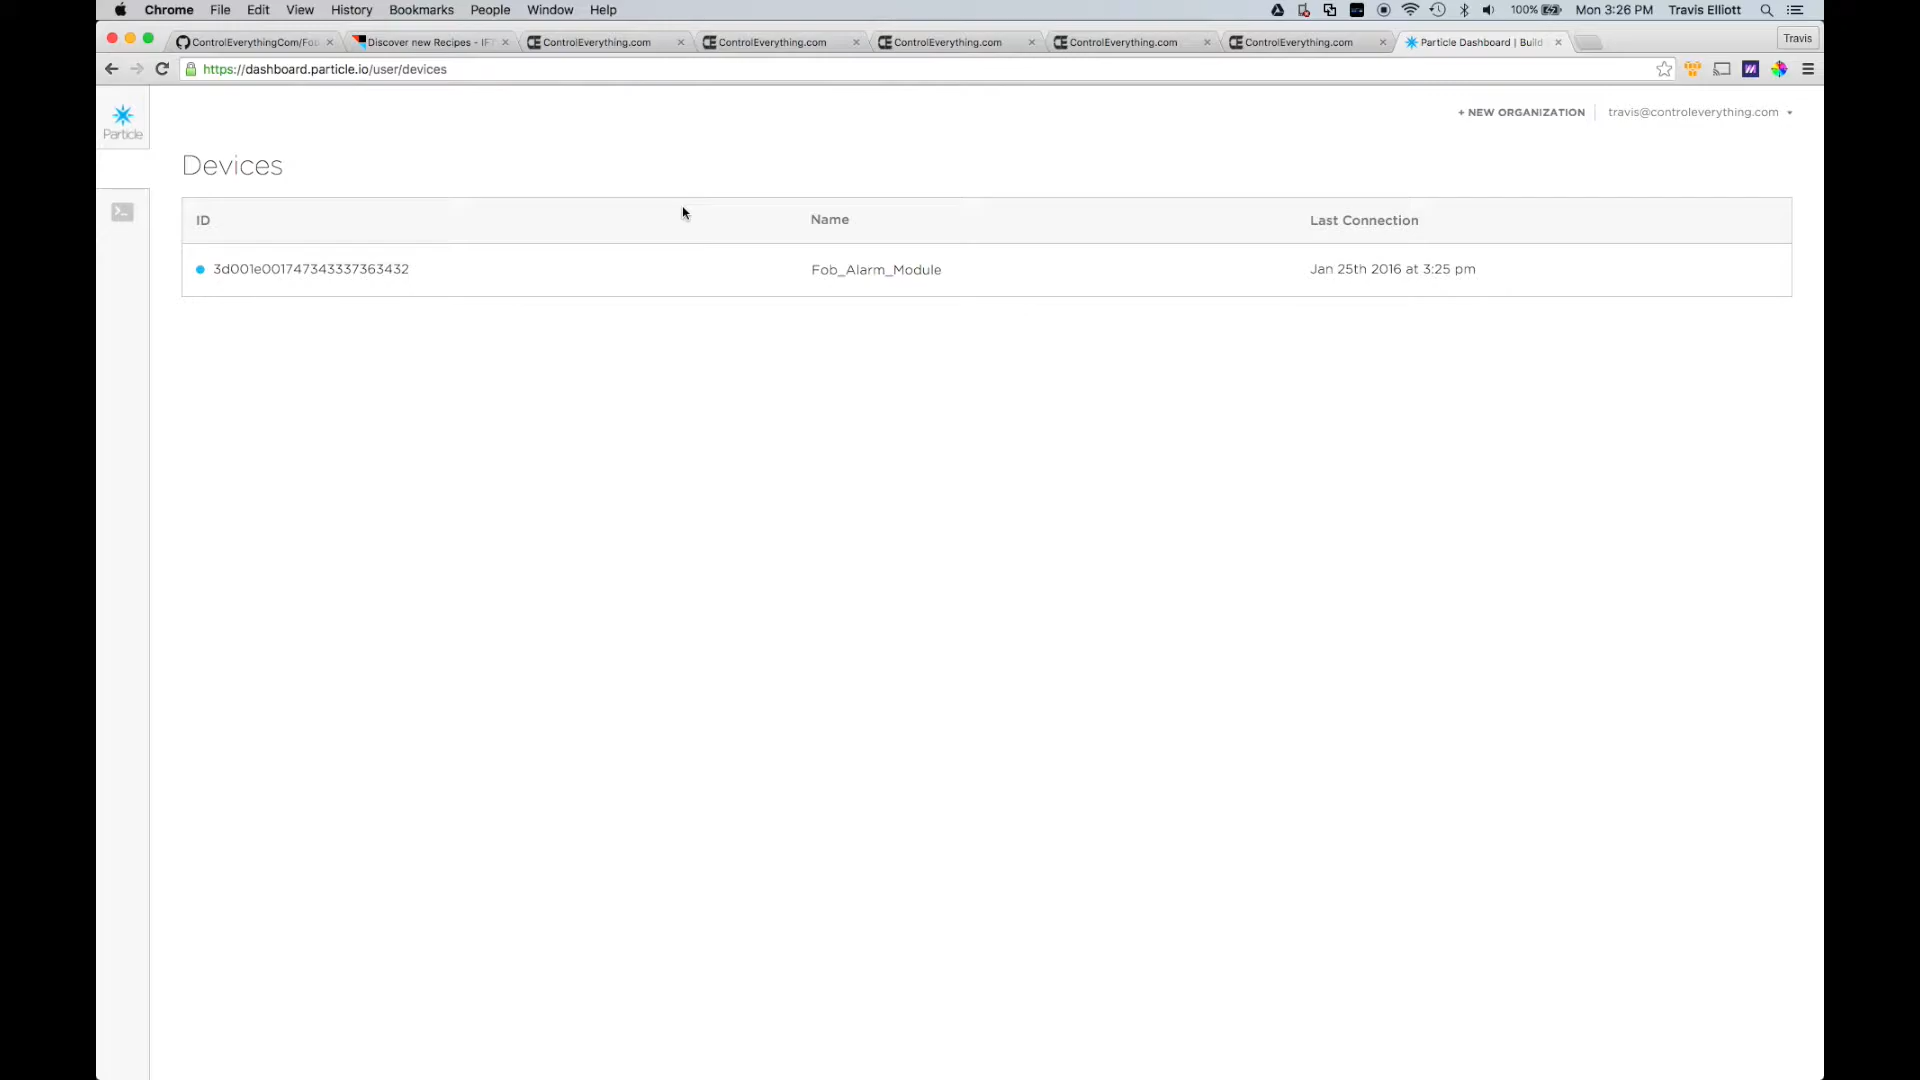 Chrome File Edit View History Bookmarks People Window Help 100% Mon 3:26 PM Travis Elliott
ControlEverythingCom/Fo Discover new Recipes - IF ControlEverything.com ControlEverything.com ControlEverything.com ControlEverything.com ControlEverything.com Particle Dashboard | Build Travis
https://dashboard.particle.io/user/devices
Particle
+ NEW ORGANIZATION travis@controleverything.com
Devices
ID Name Last Connection
3d001e001747343337363432 Fob_Alarm_Module Jan 25th 2016 at 3:25 pm